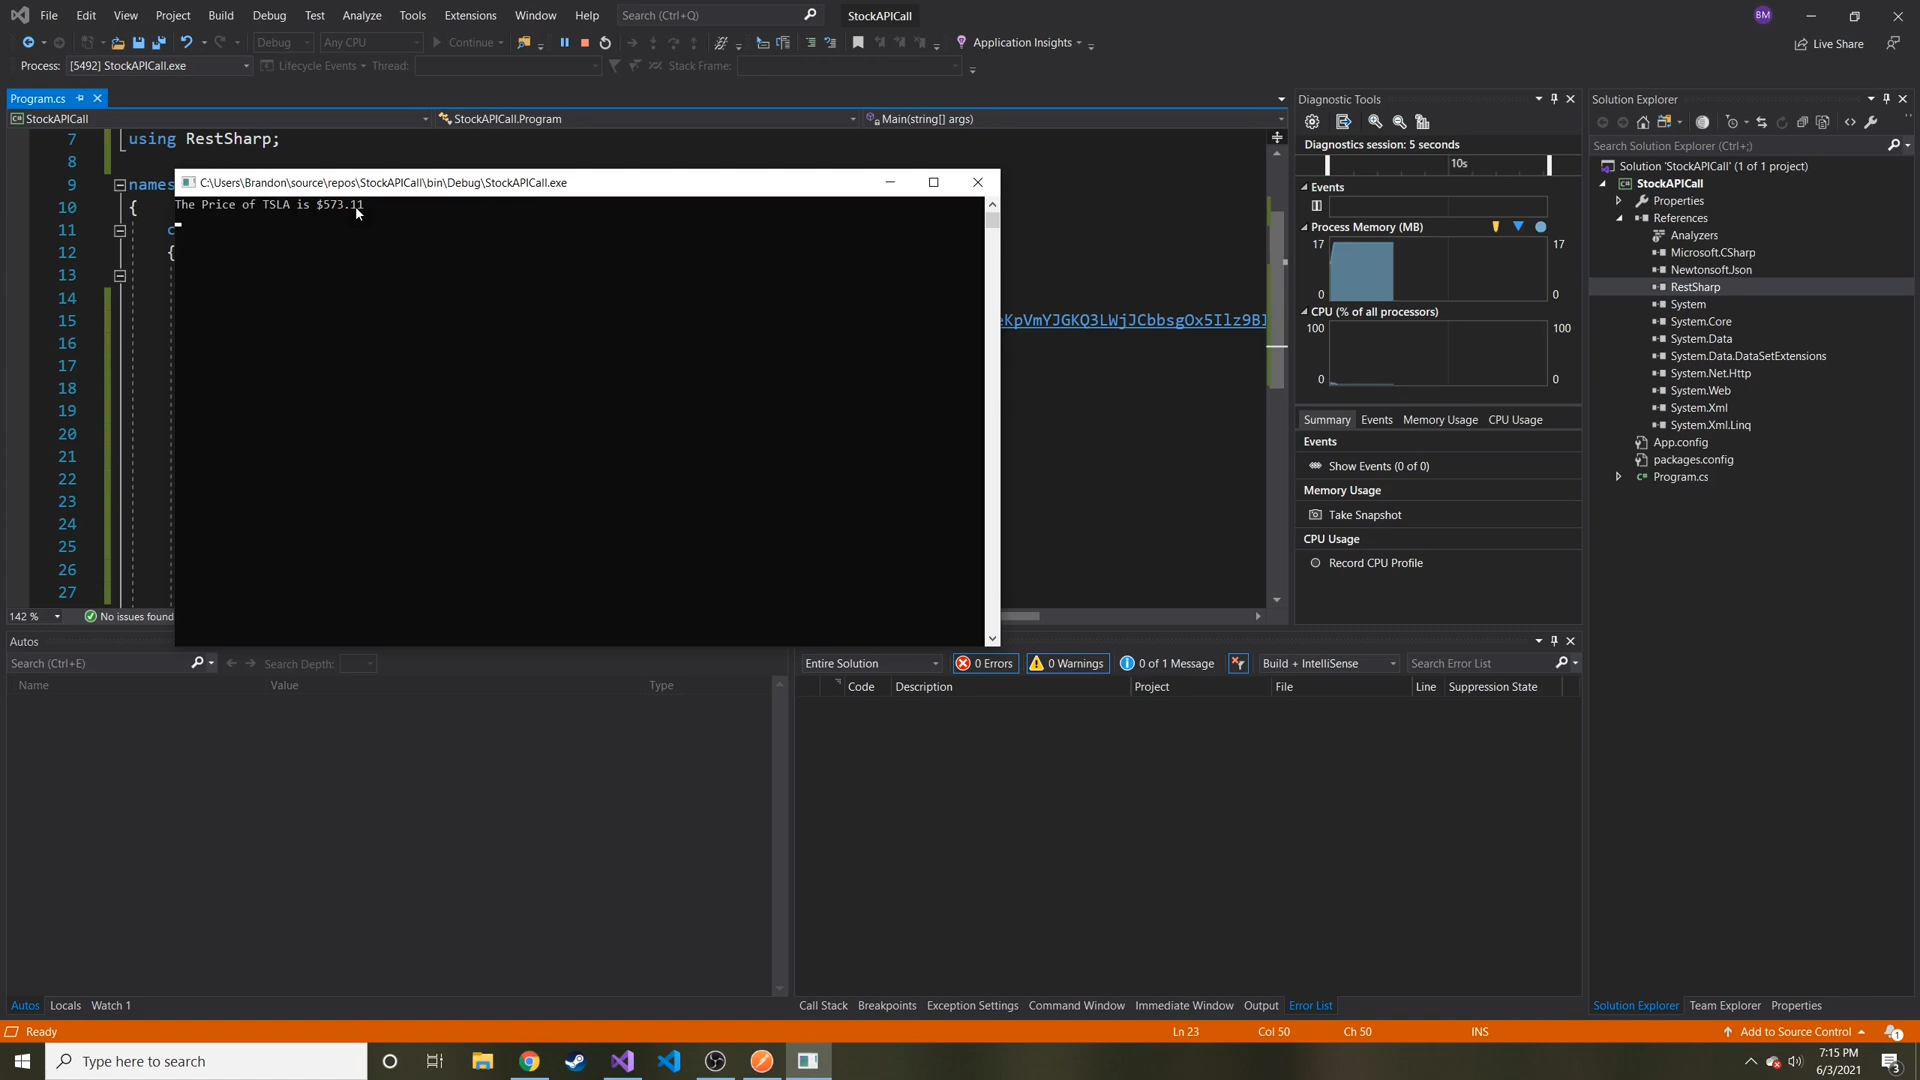 File Edit View Project Build Debug Test Analyze Tools Extensions Window Help Search (Ctrl+Q) StockAPICall BM
Debug Any CPU Continue Application Insights Live Share
Process: [5492] StockAPICall.exe Lifecycle Events Thread: Stack Frame:
Program.cs
StockAPICall StockAPICall.Program Main(string[] args)
7 using RestSharp;
8
9 names
10 {
11 c
12 {
13
14
15
16
17
18
19
20
21
22
23
24
25
26
27
C:\Users\Brandon\source\repos\StockAPICall\bin\Debug\StockAPICall.exe
The Price of TSLA is $573.11
142 % No issues found
Diagnostic Tools
Diagnostics session: 5 seconds
10s
Events
Process Memory (MB)
17 17
0 0
CPU (% of all processors)
100 100
0 0
Summary Events Memory Usage CPU Usage
Events
Show Events (0 of 0)
Memory Usage
Take Snapshot
CPU Usage
Record CPU Profile
Solution Explorer
Search Solution Explorer (Ctrl+;)
Solution 'StockAPICall' (1 of 1 project)
StockAPICall
Properties
References
Analyzers
Microsoft.CSharp
Newtonsoft.Json
RestSharp
System
System.Core
System.Data
System.Data.DataSetExtensions
System.Net.Http
System.Web
System.Xml
System.Xml.Linq
App.config
packages.config
Program.cs
Autos
Search (Ctrl+E) Search Depth:
Name Value Type
Entire Solution 0 Errors 0 Warnings 0 of 1 Message Build + IntelliSense Search Error List
Code Description Project File Line Suppression State
Autos Locals Watch 1
Call Stack Breakpoints Exception Settings Command Window Immediate Window Output Error List
Solution Explorer Team Explorer Properties
Ready Ln 23 Col 50 Ch 50 INS Add to Source Control 1
Type here to search
7:15 PM
6/3/2021
3